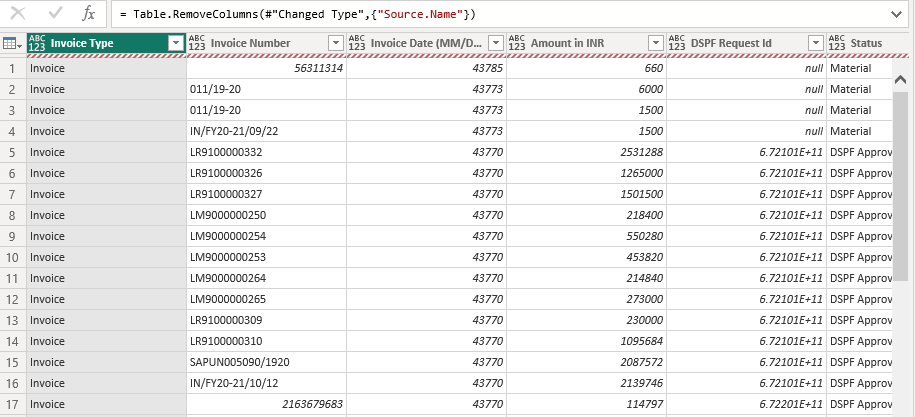 fx = Table.RemoveColumns(#"Changed Type",{"Source.Name"})
ABC 123 Invoice Type ABC 123 Invoice Number ABC 123 Invoice Date (MM/D... ABC 123 Amount in INR ABC 123 DSPF Request Id ABC 123 Status
1 Invoice 56311314 43785 660 null Material
2 Invoice 011/19-20 43773 6000 null Material
3 Invoice 011/19-20 43773 1500 null Material
4 Invoice IN/FY20-21/09/22 43773 1500 null Material
5 Invoice LR9100000332 43770 2531288 6.72101E+11 DSPF Approv
6 Invoice LR9100000326 43770 1265000 6.72101E+11 DSPF Approv
7 Invoice LR9100000327 43770 1501500 6.72101E+11 DSPF Approv
8 Invoice LM9000000250 43770 218400 6.72101E+11 DSPF Approv
9 Invoice LM9000000254 43770 550280 6.72101E+11 DSPF Approv
10 Invoice LM9000000253 43770 453820 6.72101E+11 DSPF Approv
11 Invoice LM9000000264 43770 214840 6.72101E+11 DSPF Approv
12 Invoice LM9000000265 43770 273000 6.72101E+11 DSPF Approv
13 Invoice LR9100000309 43770 230000 6.72101E+11 DSPF Approv
14 Invoice LR9100000310 43770 1095684 6.72101E+11 DSPF Approv
15 Invoice SAPUN005090/1920 43770 2087572 6.72101E+11 DSPF Approv
16 Invoice IN/FY20-21/10/12 43770 2139746 6.72101E+11 DSPF Approv
17 Invoice 2163679683 43770 114797 6.72201E+11 DSPF Approv